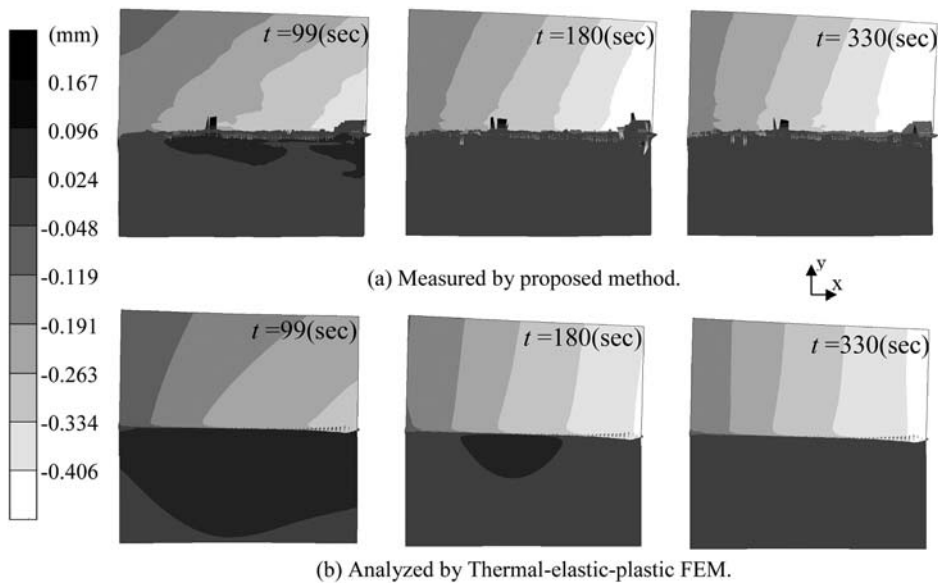 (mm)
0.167
0.096
0.024
-0.048
-0.119
-0.191
-0.263
-0.334
-0.406
t =99(sec)
t =180(sec)
t= 330(sec)
(a) Measured by proposed method.
y
x
t =99(sec)
t =180(sec)
t =330(sec)
(b) Analyzed by Thermal-elastic-plastic FEM.